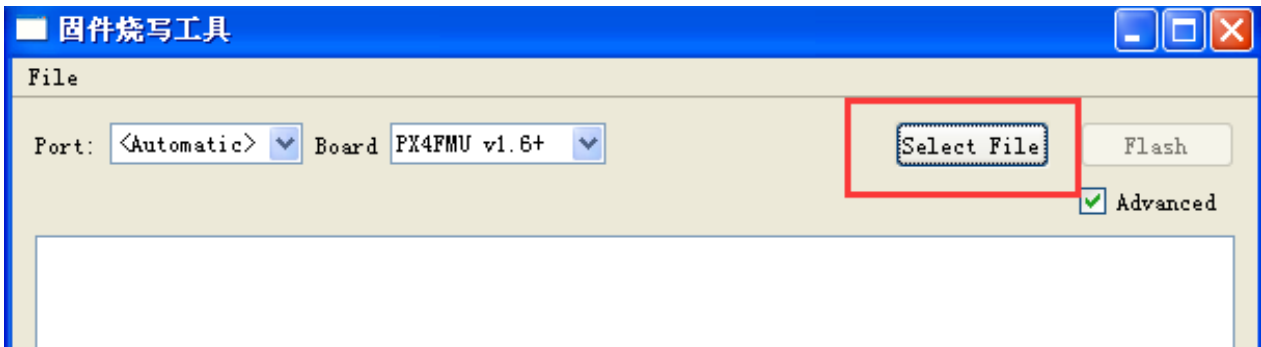 固件烧写工具
File
Port: <Automatic> Board PX4FMU v1.6+ Select File Flash
Advanced